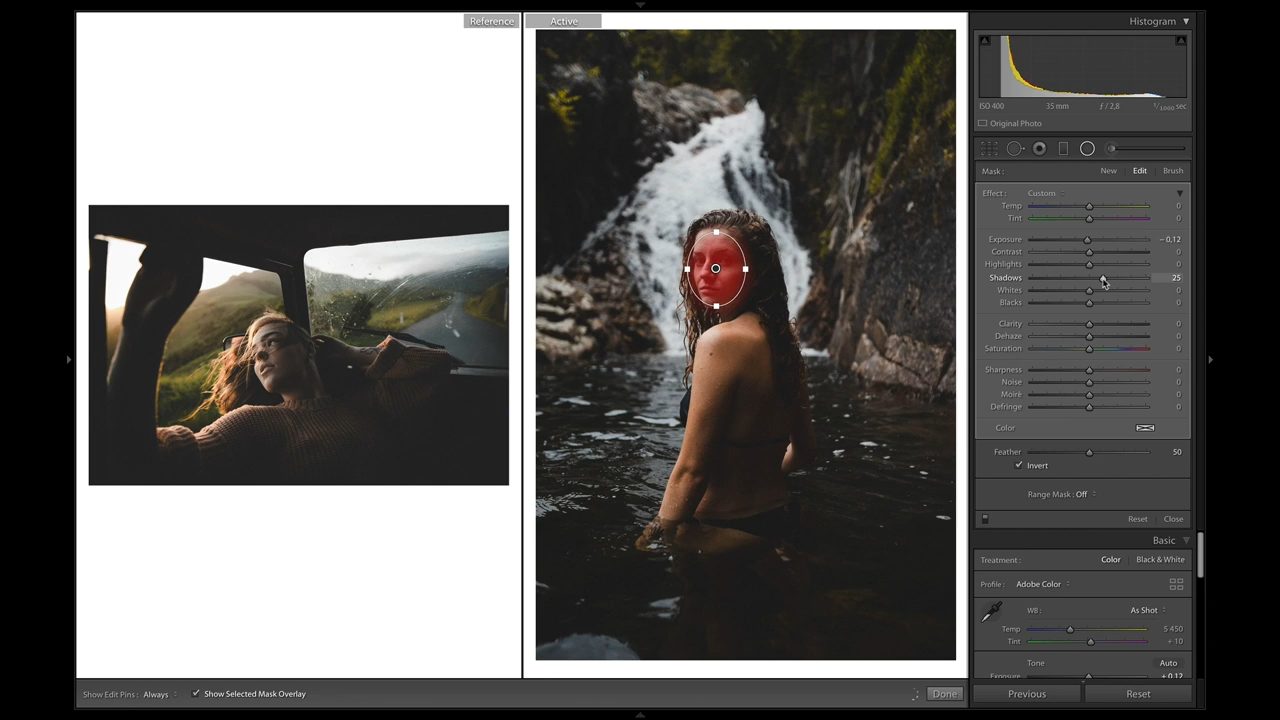 Reference
Active
Histogram
ISO 400 35 mm ƒ / 2,8 1/1000 sec
Original Photo
Mask : New Edit Brush
Effect : Custom
Temp 0
Tint 0
Exposure – 0,12
Contrast 0
Highlights 0
Shadows 25
Whites 0
Blacks 0
Clarity 0
Dehaze 0
Saturation 0
Sharpness 0
Noise 0
Moiré 0
Defringe 0
Color
Feather 50
Invert
Range Mask : Off
Reset Close
Basic
Treatment : Color Black & White
Profile : Adobe Color
WB : As Shot
Temp 5 450
Tint + 10
Tone Auto
Exposure + 0,12
Show Edit Pins : Always Show Selected Mask Overlay Done
Previous Reset